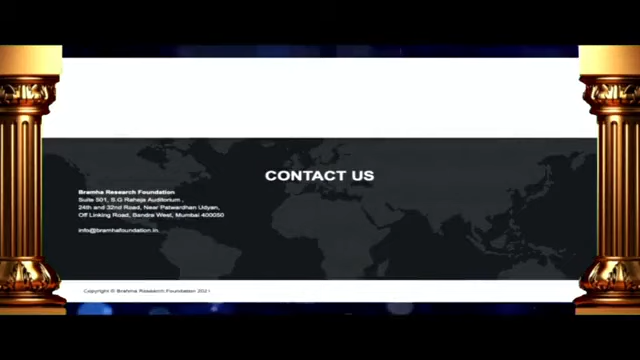 CONTACT US
Bramha Research Foundation
Suite 501, S.G Raheja Auditorium ,
24th and 32nd Road, Near Patwardhan Udyan,
Off Linking Road, Bandra West, Mumbai 400050
info@bramhafoundation.in
Copyright © Bramha Research Foundation 2021